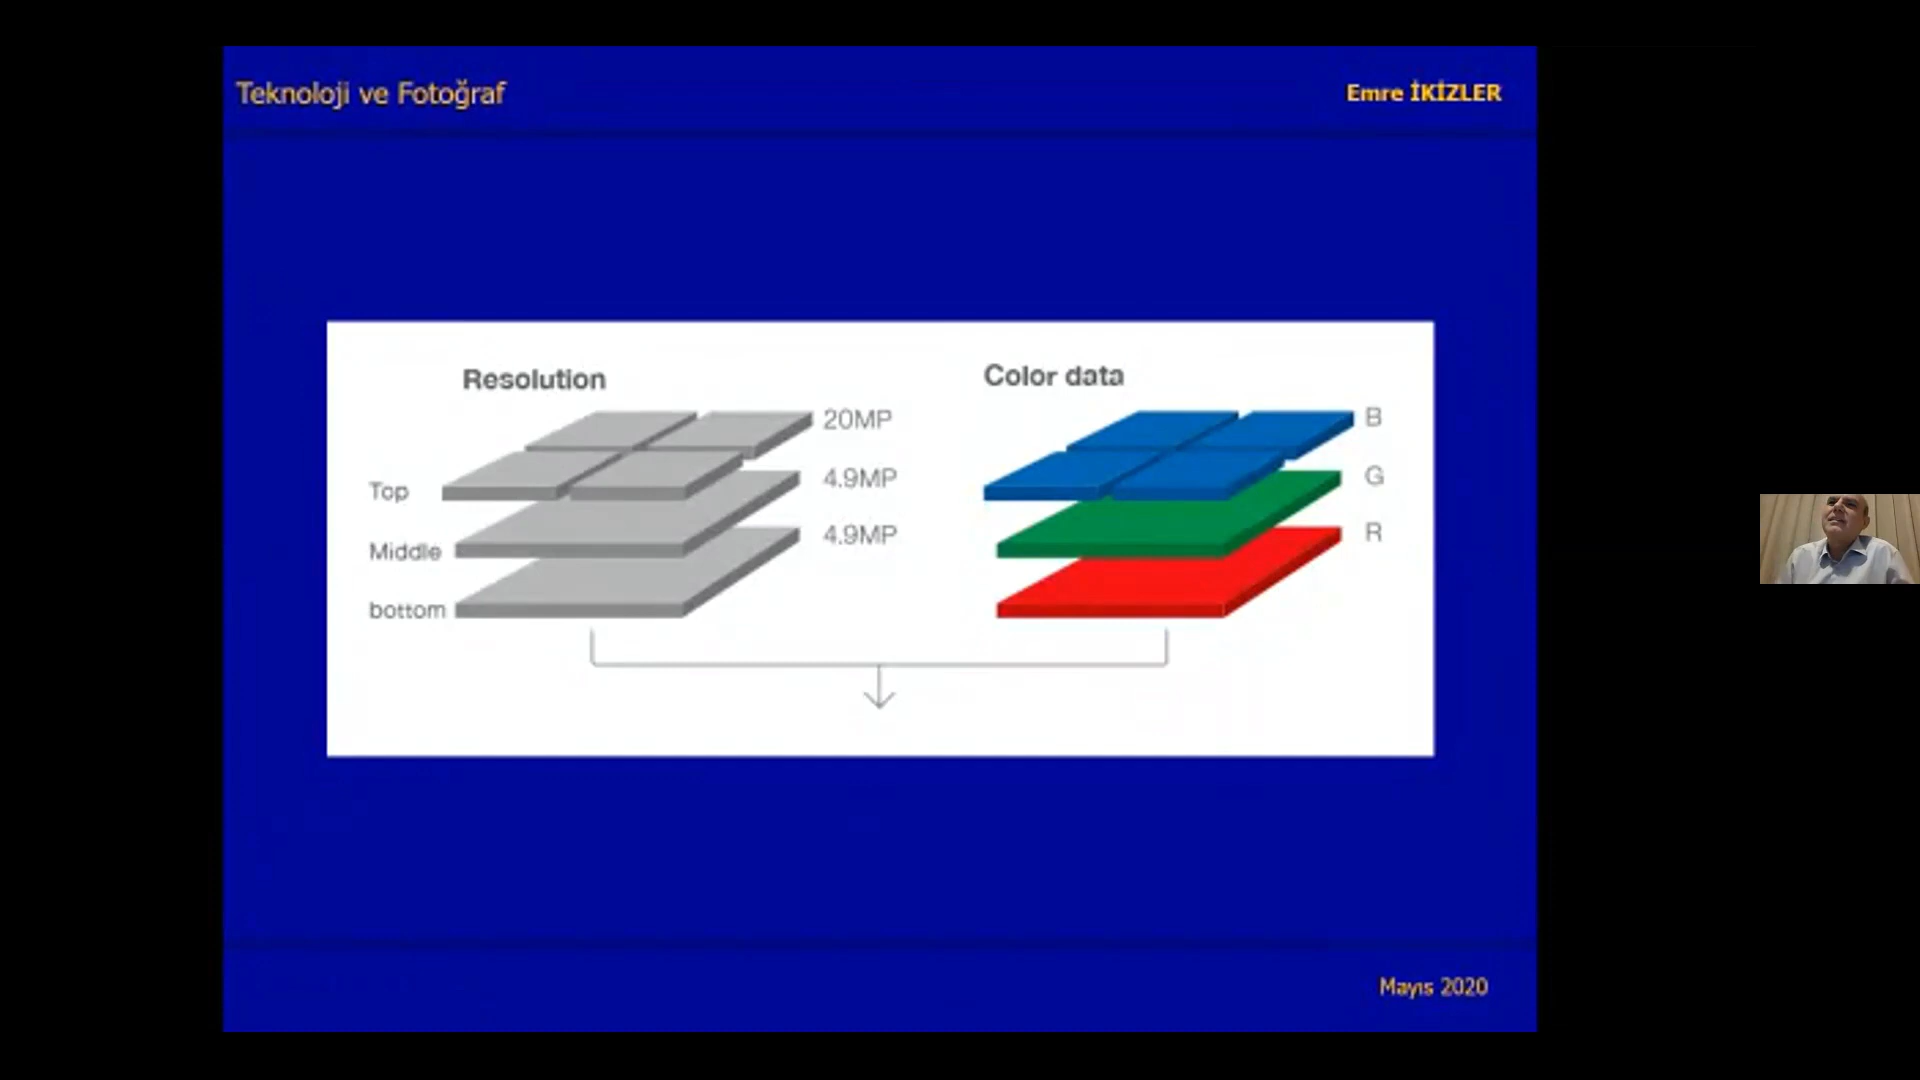 Teknoloji ve Fotoğraf
Emre İKİZLER
Resolution
Color data
20MP
B
4.9MP
G
Top
4.9MP
R
Middle
bottom
Mayıs 2020